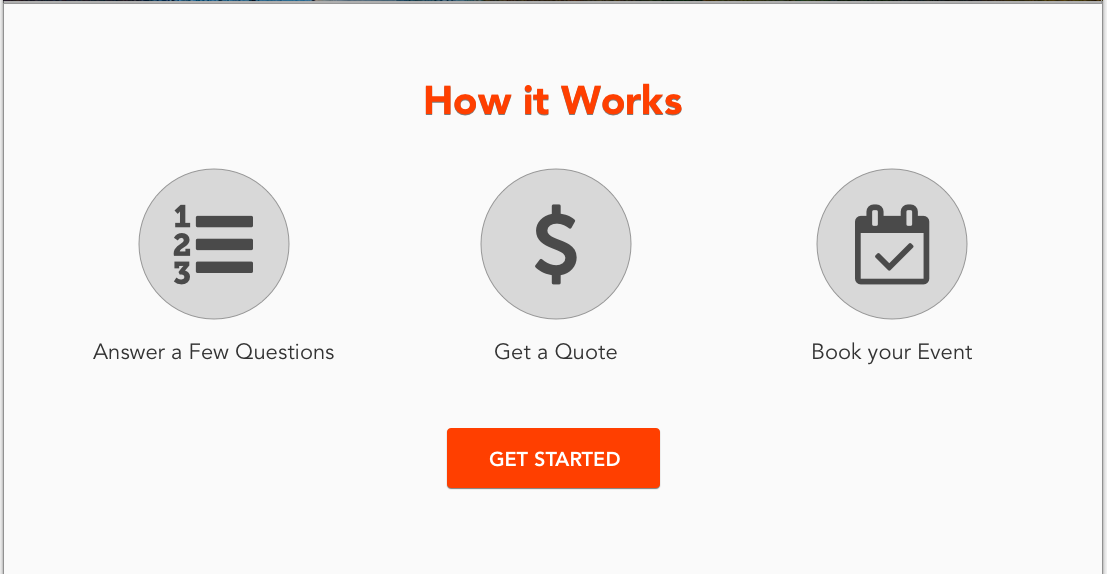 How it Works
1
2
3
$
Answer a Few Questions
Get a Quote
Book your Event
GET STARTED